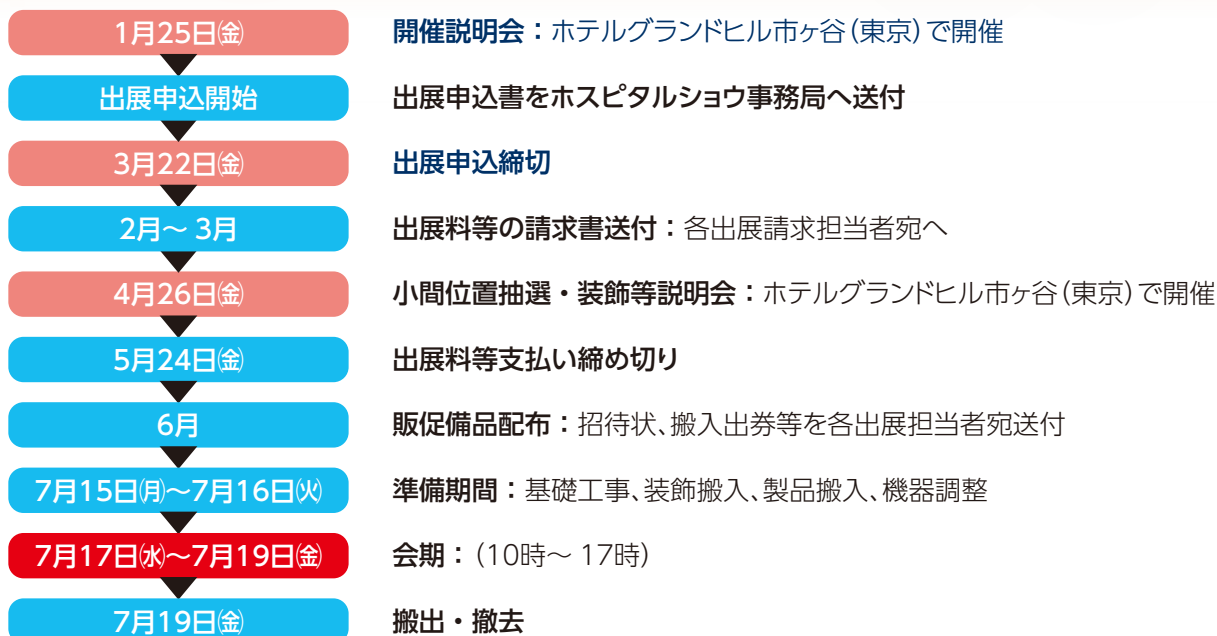 1月25日㈮ 開催説明会：ホテルグランドヒル市ヶ谷(東京)で開催
出展申込開始 出展申込書をホスピタルショウ事務局へ送付
3月22日㈮ 出展申込締切
2月〜3月 出展料等の請求書送付：各出展請求担当者宛へ
4月26日㈮ 小間位置抽選・装飾等説明会：ホテルグランドヒル市ヶ谷(東京)で開催
5月24日㈮ 出展料等支払い締め切り
6月 販促備品配布：招待状、搬入出券等を各出展担当者宛送付
7月15日㈪〜7月16日㈫ 準備期間：基礎工事、装飾搬入、製品搬入、機器調整
7月17日㈬〜7月19日㈮ 会期：(10時〜17時)
7月19日㈮ 搬出・撤去